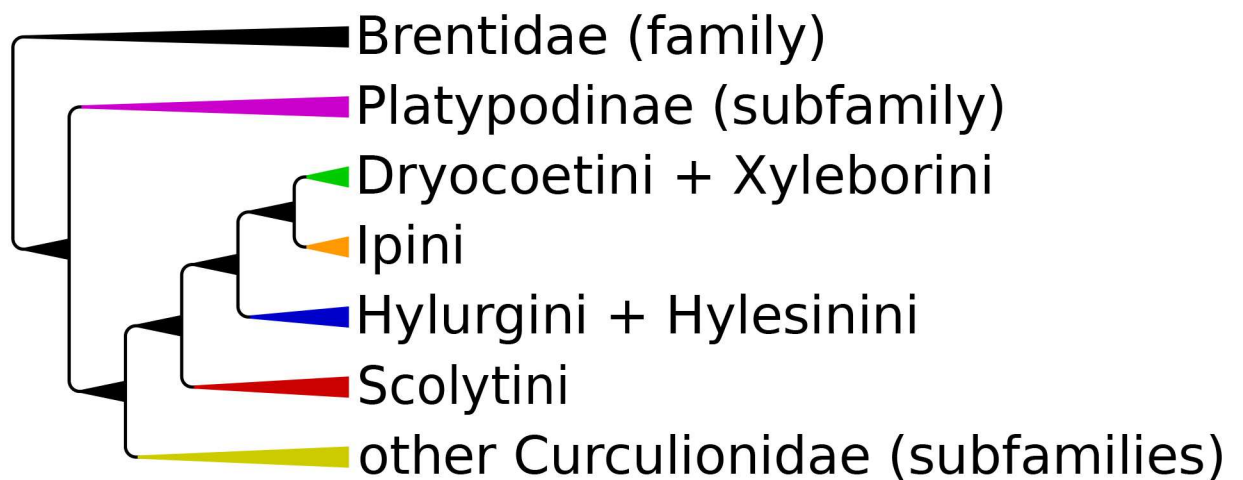 Brentidae (family)
Platypodinae (subfamily)
Dryocoetini + Xyleborini
Ipini
Hylurgini + Hylesinini
Scolytini
other Curculionidae (subfamilies)